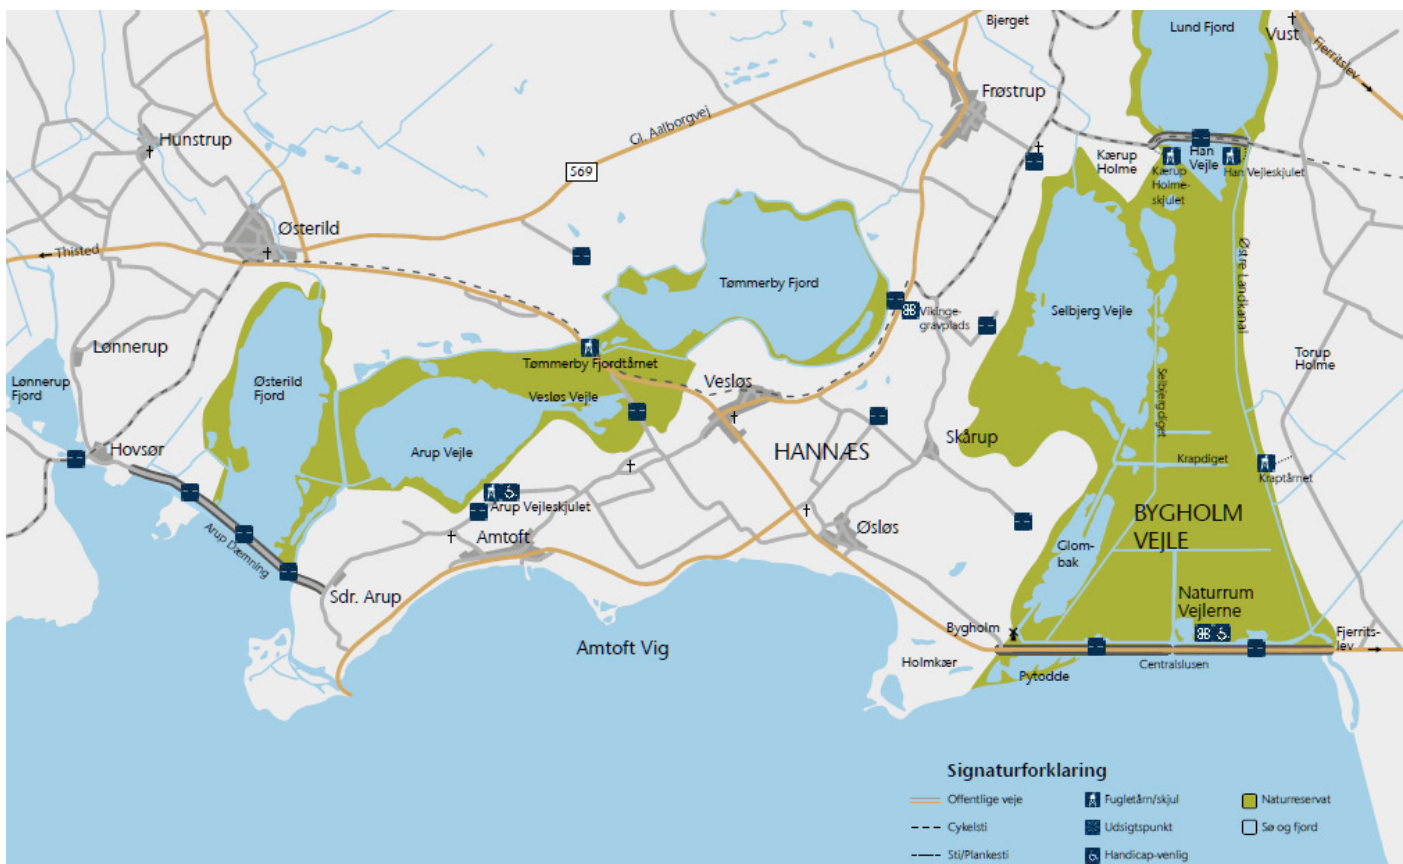 Bjerget
Lund Fjord
Vust
Fjerritslev
Frøstrup
Hunstrup
Gl. Aalborgvej
569
Kærup
Holme
Han
Vejle
Kærup
Holme-
skjulet
Han Vejleskjulet
Østerild
Thisted
Østre Landkanal
Tømmerby Fjord
Selbjerg Vejle
Vikinge-
gravplads
Lønnerup
Tømmerby Fjordtårnet
Torup
Holme
Lønnerup
Fjord
Østerild
Fjord
Vesløs
Vesløs Vejle
Selbjergdiget
Hovsør
Arup Vejle
HANNÆS
Skårup
Krapdiget
Kraptårnet
Arup Vejleskjulet
BYGHOLM
VEJLE
Arup Dæmning
Amtoft
Øsløs
Glom-
bak
Sdr. Arup
Naturrum
Vejlerne
Bygholm
Fjerrits-
lev
Amtoft Vig
Holmkær
Centralslusen
Pytodde
Signaturforklaring
Offentlige veje
Fugletårn/skjul
Naturreservat
Cykelsti
Udsigtspunkt
Sø og fjord
Sti/Plankesti
Handicap-venlig